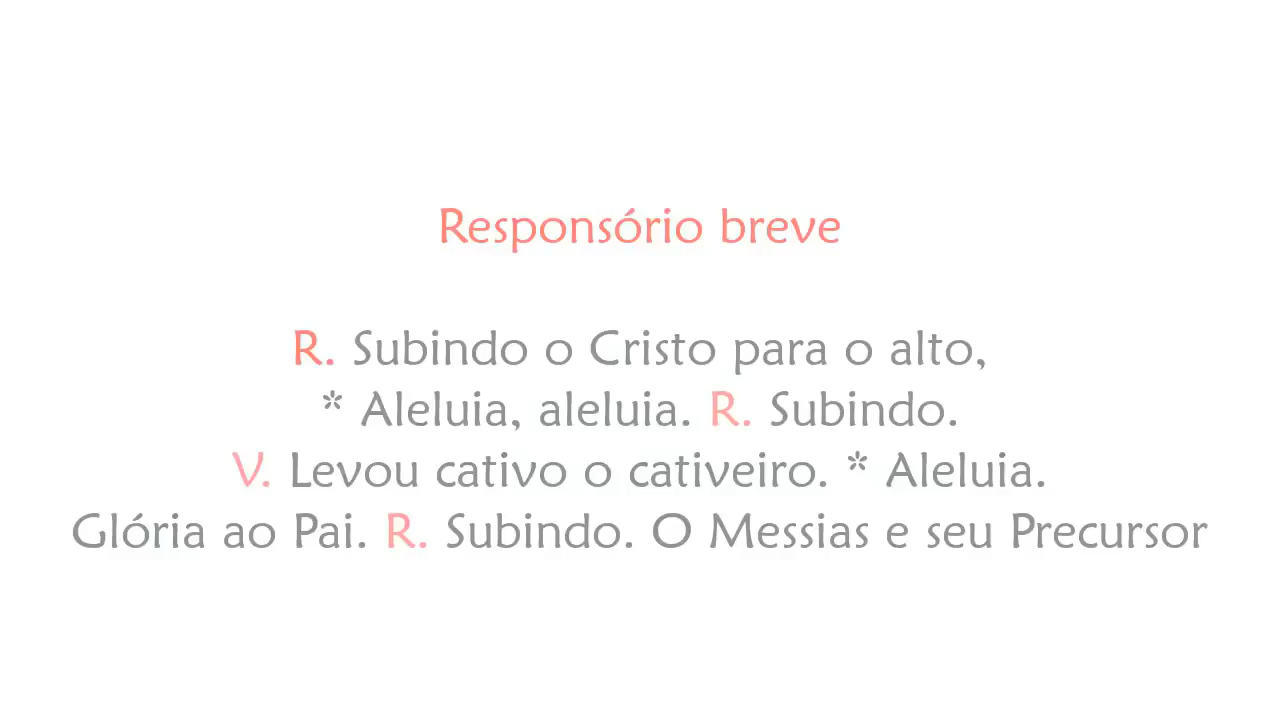 Responsório breve
R. Subindo o Cristo para o alto,
* Aleluia, aleluia. R. Subindo.
V. Levou cativo o cativeiro. * Aleluia.
Glória ao Pai. R. Subindo. O Messias e seu Precursor